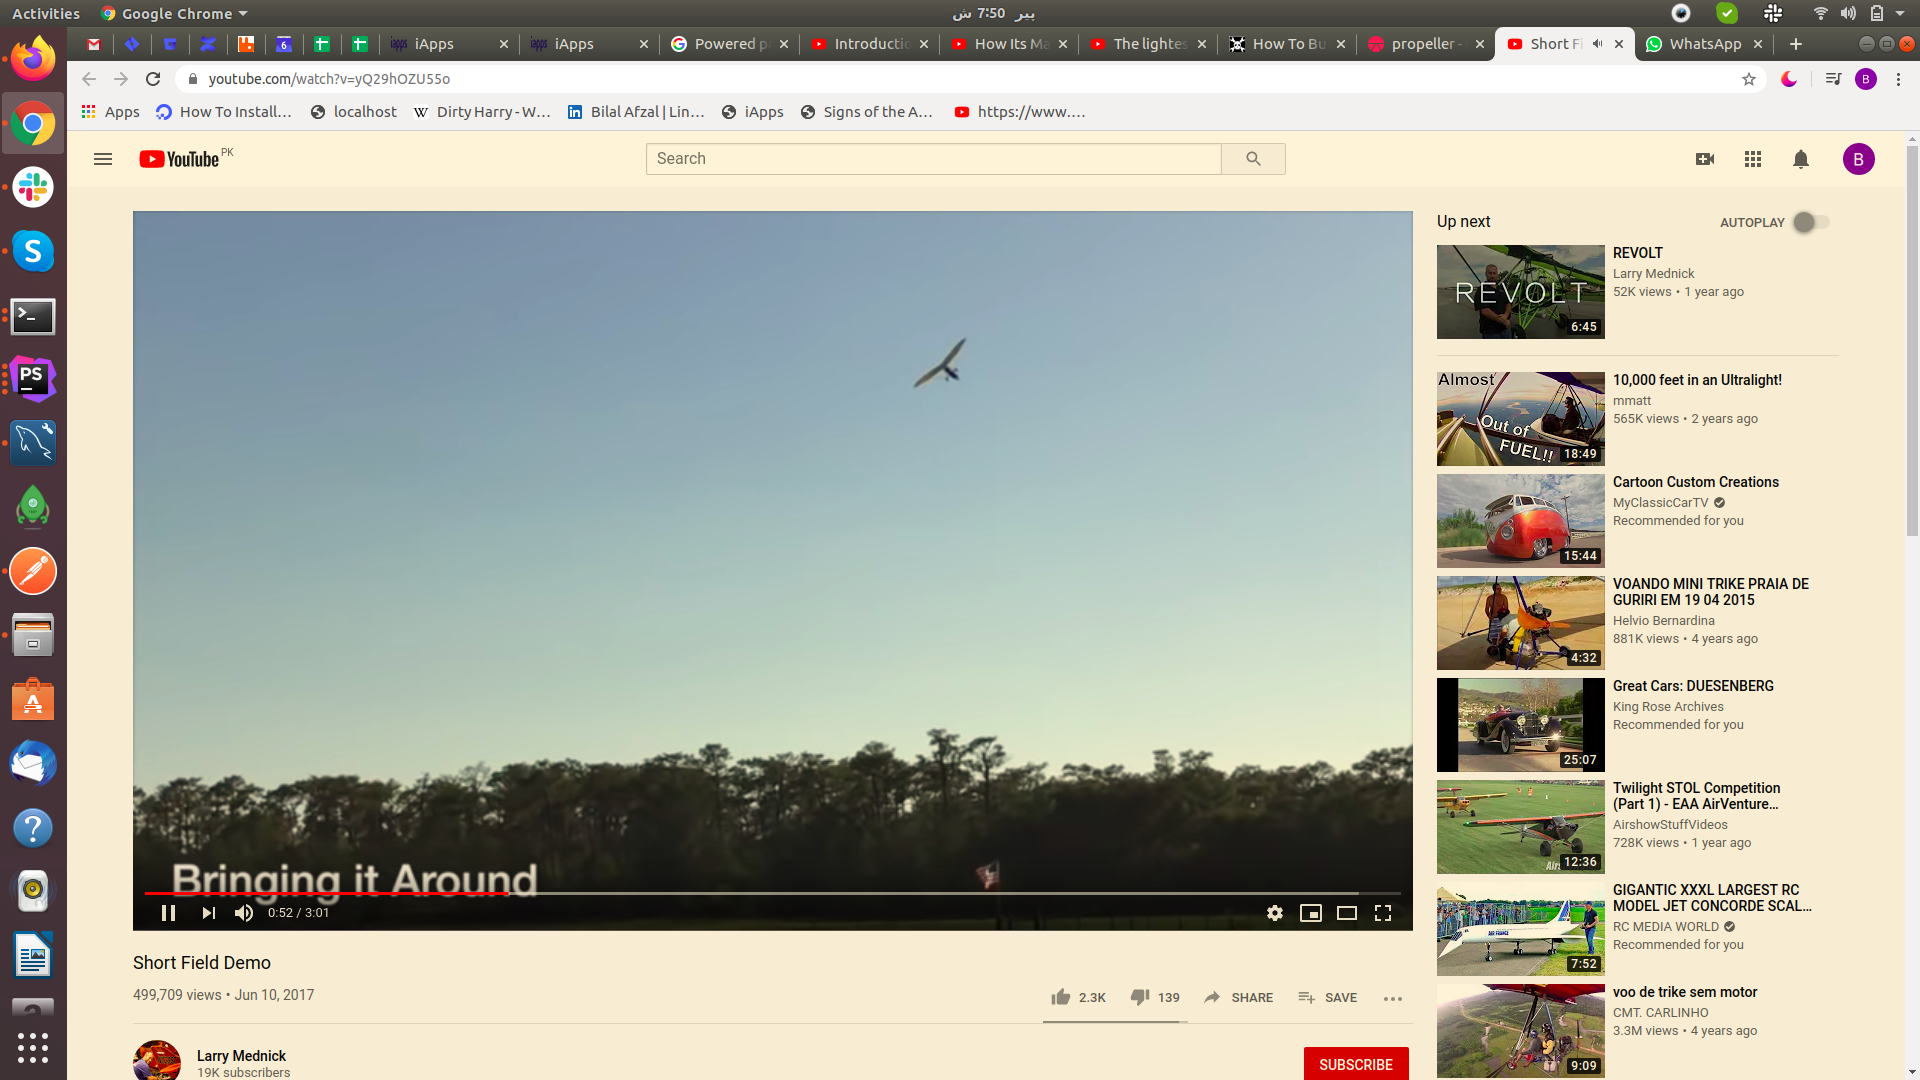 Activities
Google Chrome
پیر 7:50 ش
6
iApps
iApps
Powered p
Introductio
How Its Ma
The lightes
How To Bu
propeller -
Short Fi
WhatsApp
youtube.com/watch?v=yQ29hOZU55o
B
Apps
How To Install...
localhost
W
Dirty Harry - W...
Bilal Afzal | Lin...
iApps
Signs of the A...
https://www....
YouTube PK
Search
B
PS
Bringing it Around
0:52 / 3:01
Short Field Demo
499,709 views • Jun 10, 2017
2.3K
139
SHARE
SAVE
Larry Mednick
19K subscribers
SUBSCRIBE
Up next
AUTOPLAY
REVOLT
6:45
REVOLT
Larry Mednick
52K views • 1 year ago
Almost
Out of
FUEL!!
18:49
10,000 feet in an Ultralight!
mmatt
565K views • 2 years ago
15:44
Cartoon Custom Creations
MyClassicCarTV
Recommended for you
4:32
VOANDO MINI TRIKE PRAIA DE
GURIRI EM 19 04 2015
Helvio Bernardina
881K views • 4 years ago
25:07
Great Cars: DUESENBERG
King Rose Archives
Recommended for you
12:36
Twilight STOL Competition
(Part 1) - EAA AirVenture...
AirshowStuffVideos
728K views • 1 year ago
AIR FRANCE
7:52
GIGANTIC XXXL LARGEST RC
MODEL JET CONCORDE SCAL...
RC MEDIA WORLD
Recommended for you
9:09
voo de trike sem motor
CMT. CARLINHO
3.3M views • 4 years ago